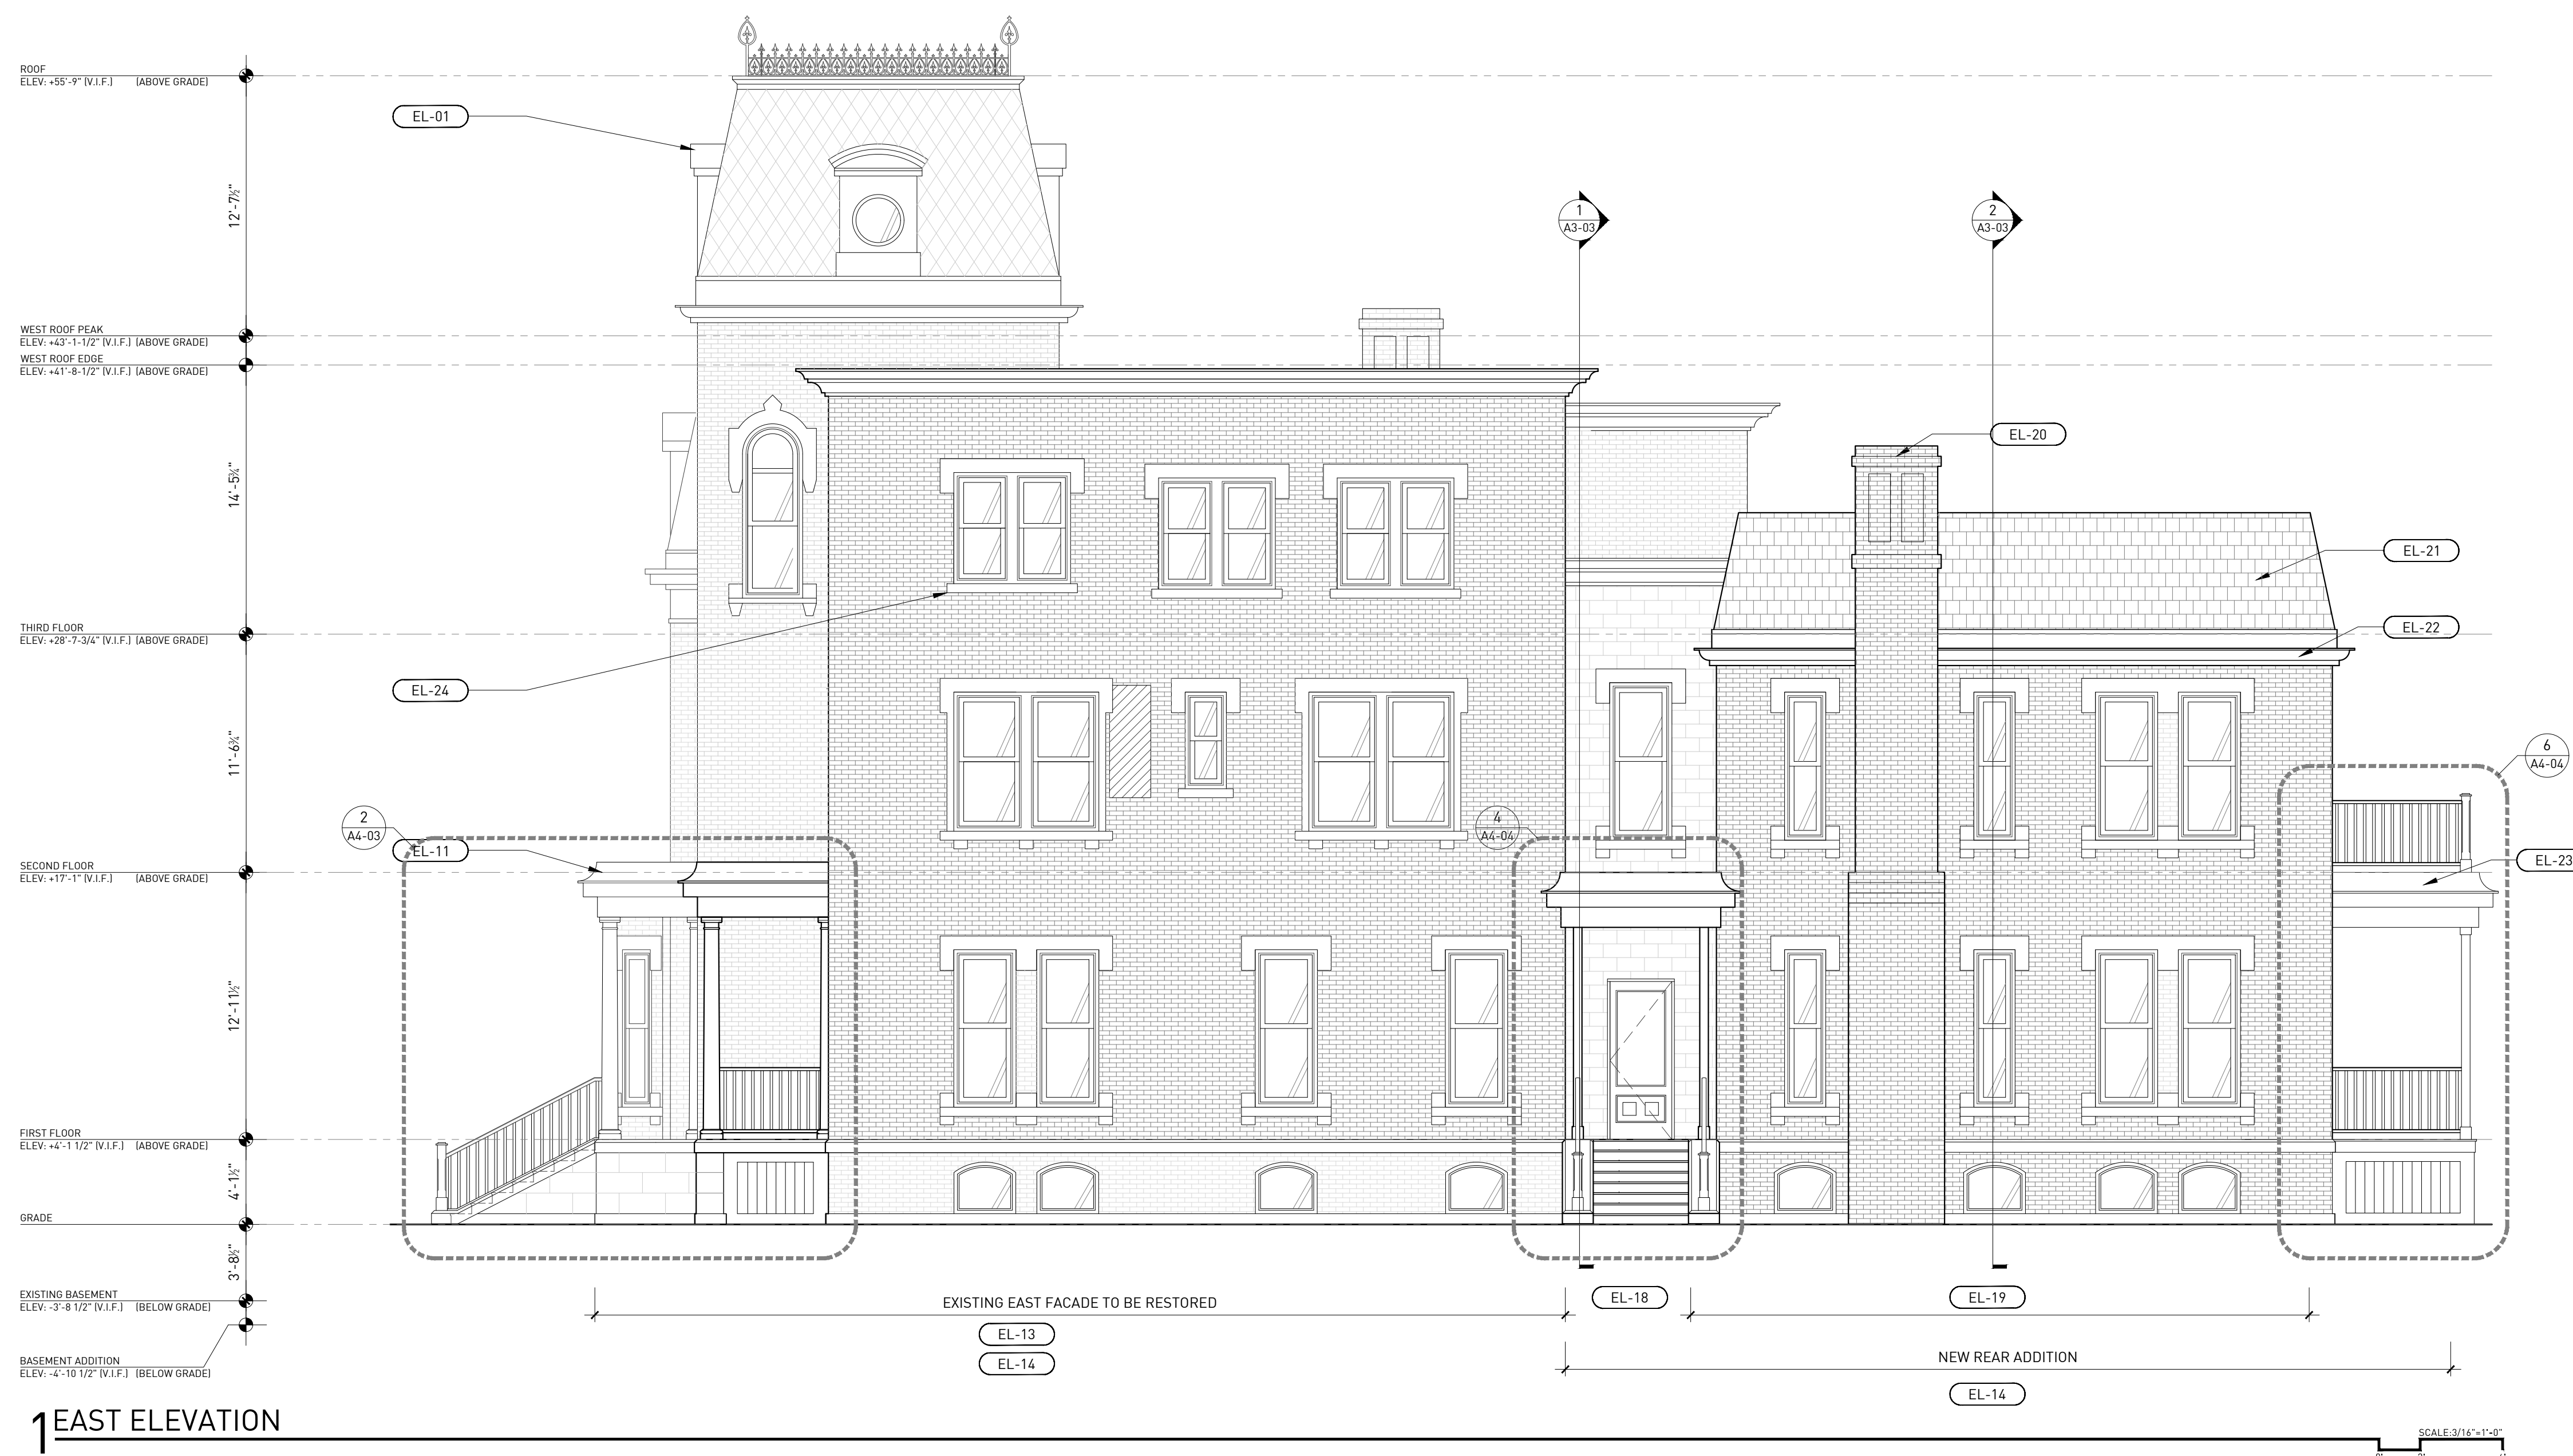 ROOF
ELEV: +55'-9" (V.I.F.) (ABOVE GRADE)
EL-01
12'-7½"
1
A3-03
2
A3-03
WEST ROOF PEAK
ELEV: +43'-1-1/2" (V.I.F.) (ABOVE GRADE)
WEST ROOF EDGE
ELEV: +41'-8-1/2" (V.I.F.) (ABOVE GRADE)
EL-20
14'-5¾"
EL-21
THIRD FLOOR
ELEV: +28'-7-3/4" (V.I.F.) (ABOVE GRADE)
EL-22
EL-24
11'-6¾"
6
A4-04
2
A4-03
4
A4-04
EL-11
SECOND FLOOR
ELEV: +17'-1" (V.I.F.) (ABOVE GRADE)
EL-23
12'-11½"
FIRST FLOOR
ELEV: +4'-1 1/2" (V.I.F.) (ABOVE GRADE)
4'-1½"
GRADE
3'-8½"
EXISTING BASEMENT
ELEV: -3'-8 1/2" (V.I.F.) (BELOW GRADE)
EXISTING EAST FACADE TO BE RESTORED
EL-18
EL-19
EL-13
EL-14
BASEMENT ADDITION
ELEV: -4'-10 1/2" (V.I.F.) (BELOW GRADE)
NEW REAR ADDITION
EL-14
1 EAST ELEVATION
SCALE:3/16"=1'-0"